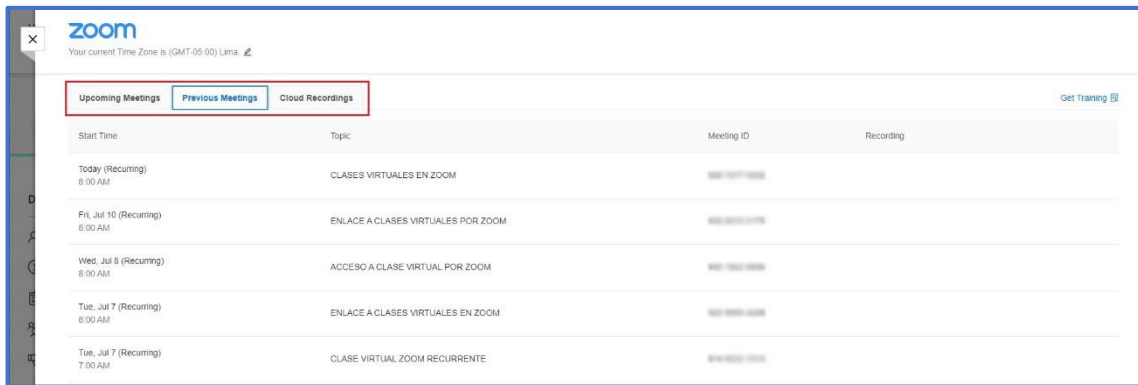 zoom
Your current Time Zone is (GMT-05:00) Lima
Upcoming Meetings Previous Meetings Cloud Recordings Get Training
Start Time Topic Meeting ID Recording
Today (Recurring)
8:00 AM
CLASES VIRTUALES EN ZOOM
Fri, Jul 10 (Recurring)
8:00 AM
ENLACE A CLASES VIRTUALES POR ZOOM
Wed, Jul 8 (Recurring)
8:00 AM
ACCESO A CLASE VIRTUAL POR ZOOM
Tue, Jul 7 (Recurring)
8:00 AM
ENLACE A CLASES VIRTUALES EN ZOOM
Tue, Jul 7 (Recurring)
7:00 AM
CLASE VIRTUAL ZOOM RECURRENTE